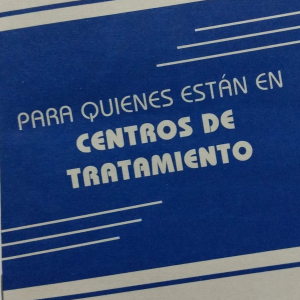 PARA QUIENES ESTÁN EN
CENTROS DE
TRATAMIENTO